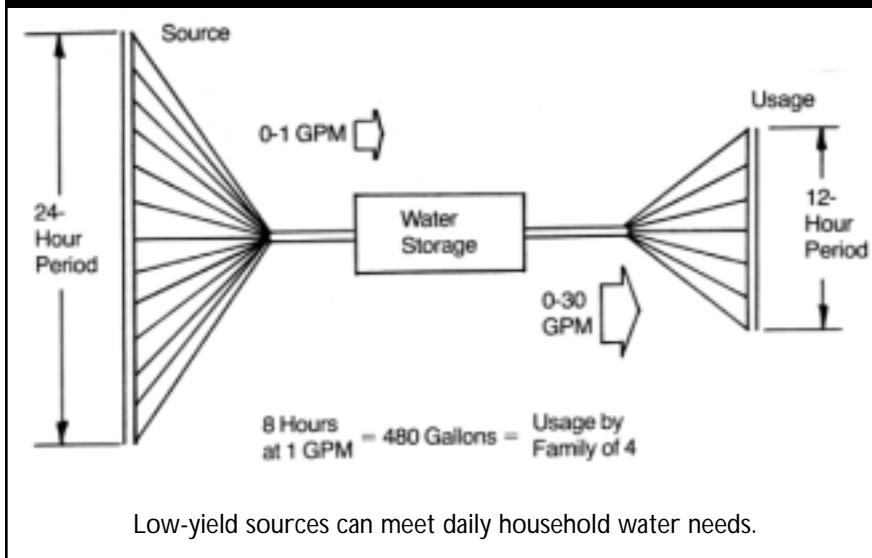 Source
Usage
0-1 GPM
24-
Hour
Period
Water
Storage
12-
Hour
Period
0-30
GPM
8 Hours
at 1 GPM
= 480 Gallons =
Usage by
Family of 4
Low-yield sources can meet daily household water needs.